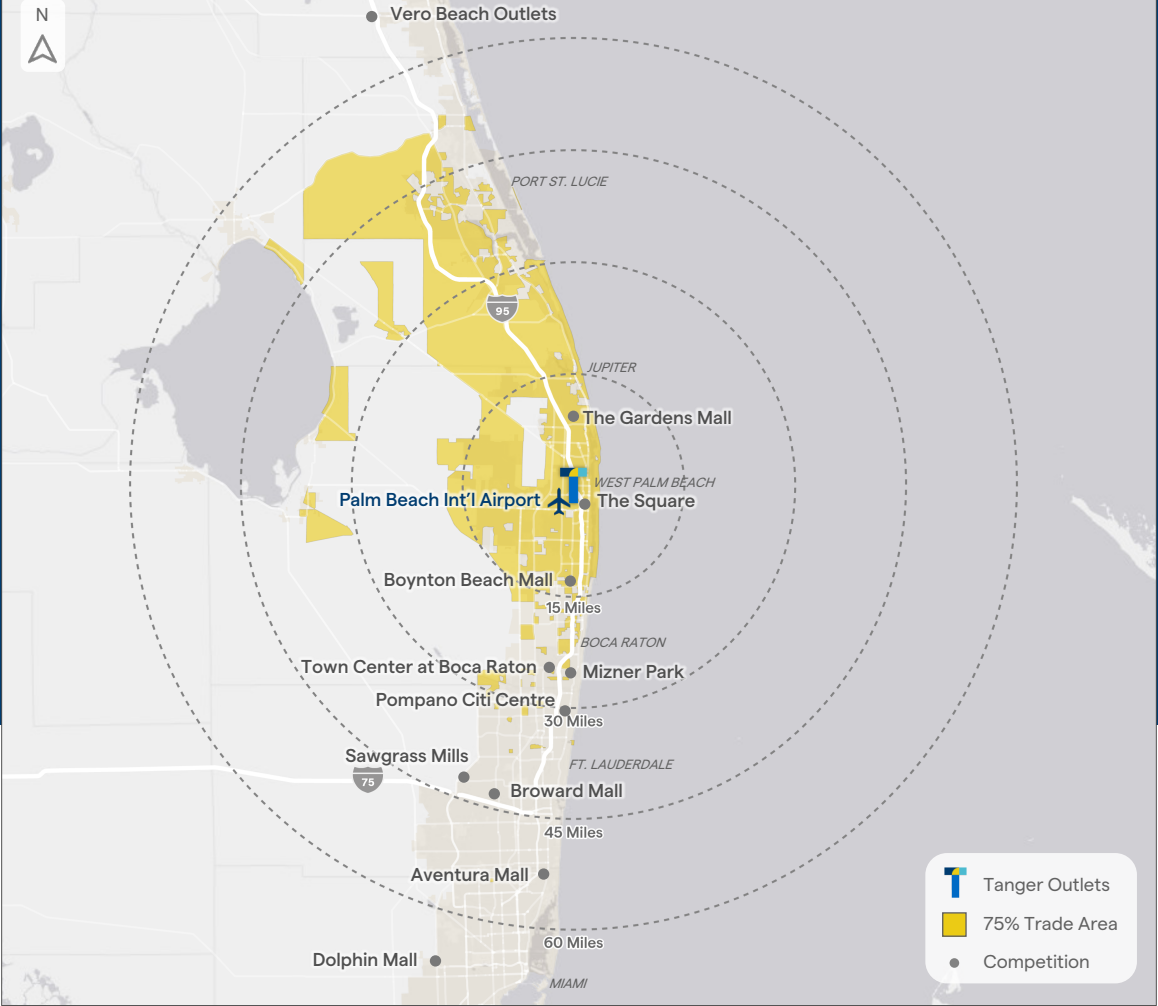 N
Vero Beach Outlets
PORT ST. LUCIE
95
JUPITER
The Gardens Mall
WEST PALM BEACH
Palm Beach Int'l Airport
The Square
Boynton Beach Mall
15 Miles
BOCA RATON
Town Center at Boca Raton
Mizner Park
Pompano Citi Centre
30 Miles
Sawgrass Mills
FT. LAUDERDALE
75
Broward Mall
45 Miles
Aventura Mall
60 Miles
Dolphin Mall
MIAMI
Tanger Outlets
75% Trade Area
Competition